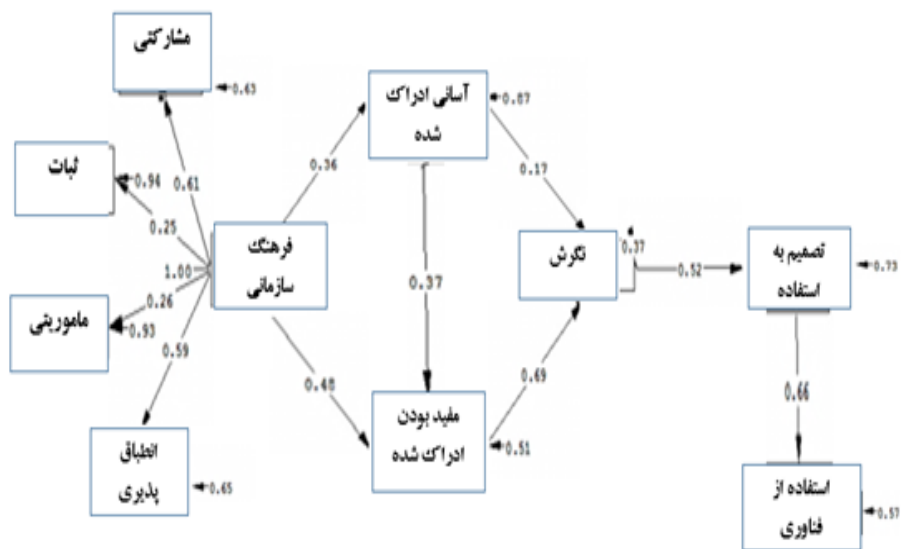 مشارکتی
0.63
آسانی ادراک
شده
0.87
ثبات
0.94
0.61
0.36
0.17
0.25
فرهنگ
سازمانی
1.00
نگرش
0.37
0.52
تصمیم به
استفاده
0.73
0.37
ماموریتی
0.26
0.93
0.59
0.48
0.69
0.66
مفید بودن
ادراک شده
0.51
انطباق
پذیری
0.65
استفاده از
فناوری
0.57